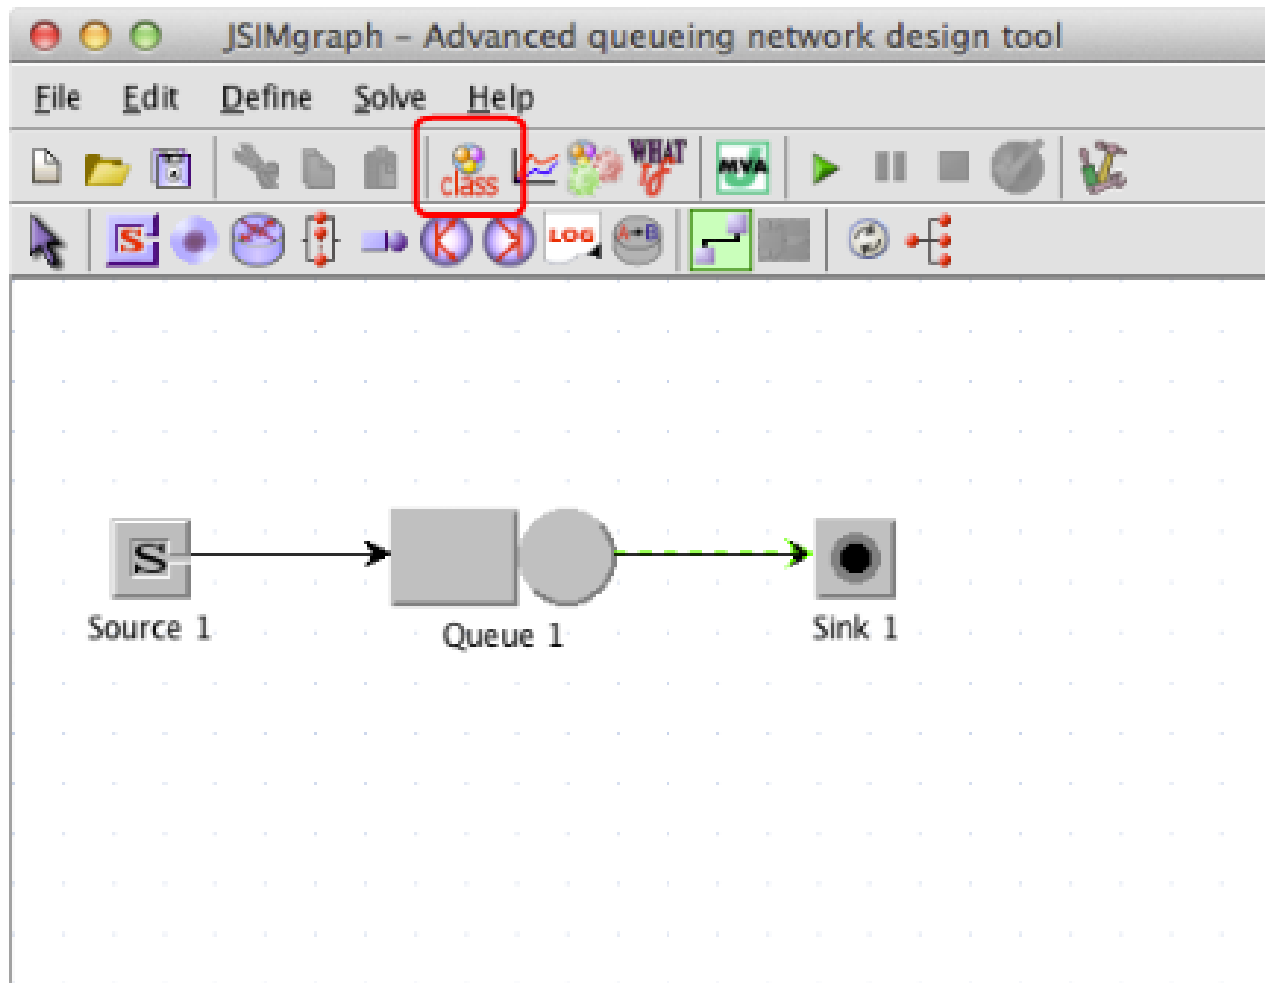 JSIMgraph – Advanced queueing network design tool
File Edit Define Solve Help
class WHAT if MVA
S LOG A→B
S
Source 1 Queue 1 Sink 1